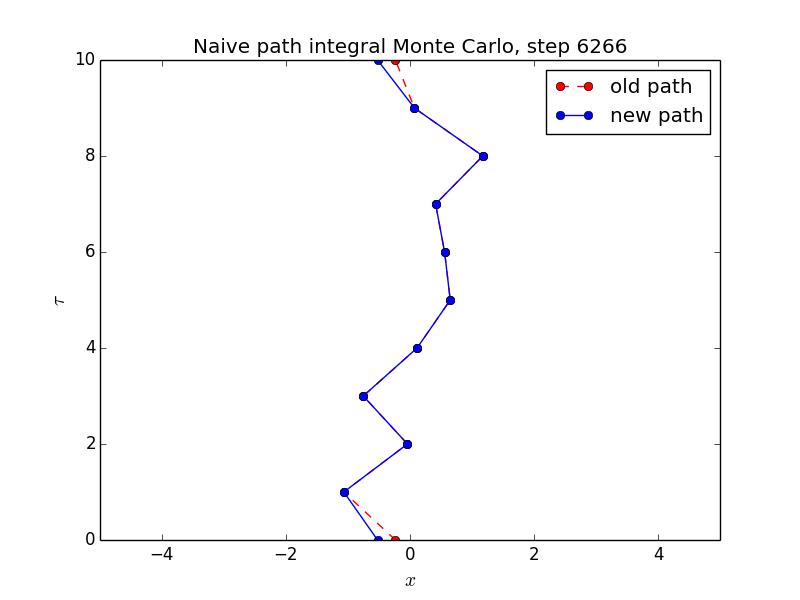 Naive path integral Monte Carlo, step 6266
10
old path
new path
8
6
τ
4
2
0
−4 −2 0 2 4
x